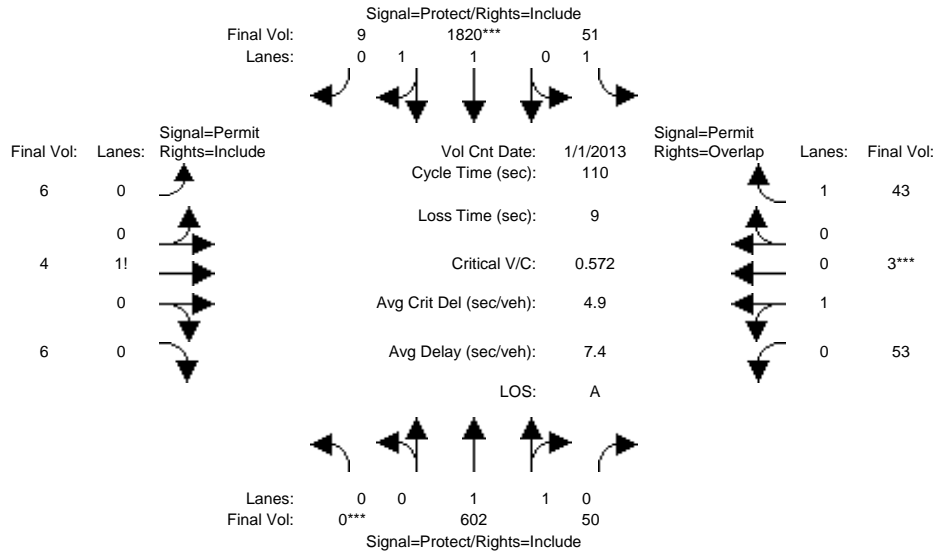 Signal=Protect/Rights=Include
Final Vol: 9 1820*** 51
Lanes: 0 1 1 0 1
Signal=Permit Signal=Permit
Final Vol: Lanes: Rights=Include Vol Cnt Date: 1/1/2013 Rights=Overlap Lanes: Final Vol:
Cycle Time (sec): 110
6 0 1 43
Loss Time (sec): 9
0 0
4 1! Critical V/C: 0.572 0 3***
0 Avg Crit Del (sec/veh): 4.9 1
6 0 Avg Delay (sec/veh): 7.4 0 53
LOS: A
Lanes: 0 0 1 1 0
Final Vol: 0*** 602 50
Signal=Protect/Rights=Include